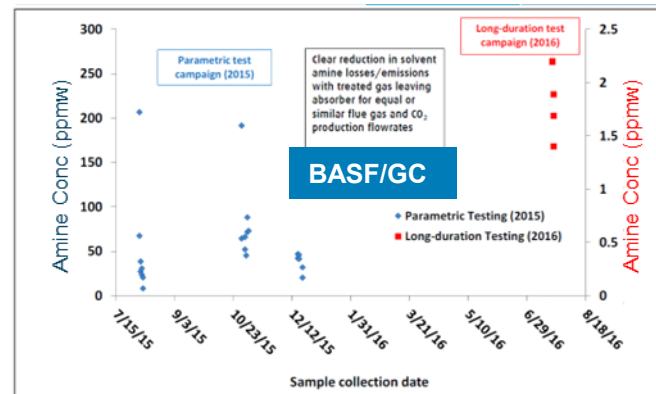 Long-duration test
campaign (2016)
Parametric test
campaign (2015)
Clear reduction in solvent
amine losses/emissions
with treated gas leaving
absorber for equal or
similar flue gas and CO₂
production flowrates
BASF/GC
Parametric Testing (2015)
Long-duration Testing (2016)
Amine Conc (ppmw)
300
250
200
150
100
50
0
2.5
2
1.5
1
0.5
0
Amine Conc (ppmw)
7/15/15
9/3/15
10/23/15
12/12/15
1/31/16
3/21/16
5/10/16
6/29/16
8/18/16
Sample collection date